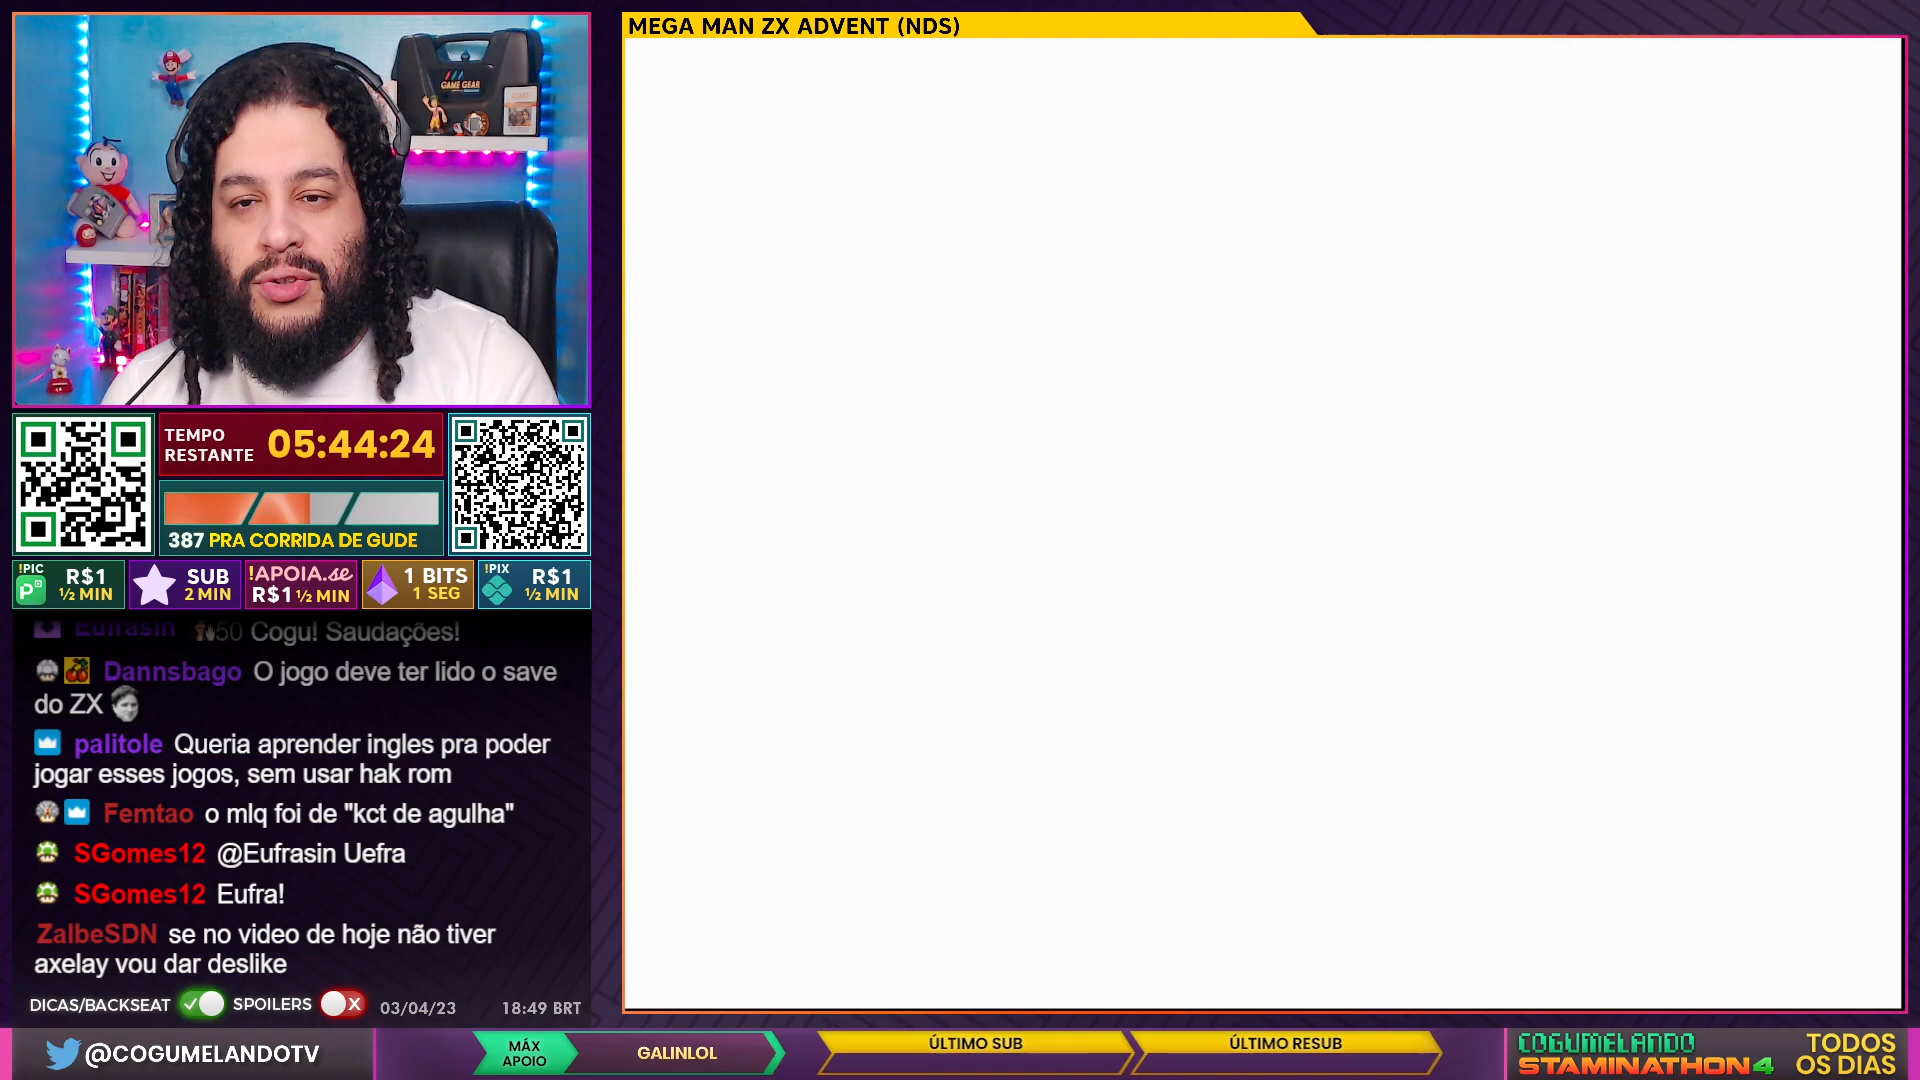 MEGA MAN ZX ADVENT (NDS)
GAME GEAR
TEMPO
RESTANTE
05:44:24
387 PRA CORRIDA DE GUDE
!PIC
R$1
½ MIN
SUB
2 MIN
!APOIA.se
R$1 ½ MIN
1 BITS
1 SEG
!PIX
R$1
½ MIN
Eufrasin 50 Cogu! Saudações!
Dannsbago O jogo deve ter lido o save
do ZX
palitole Queria aprender ingles pra poder
jogar esses jogos, sem usar hak rom
Femtao o mlq foi de "kct de agulha"
SGomes12 @Eufrasin Uefra
SGomes12 Eufra!
ZalbeSDN se no video de hoje não tiver
axelay vou dar deslike
DICAS/BACKSEAT SPOILERS X 03/04/23 18:49 BRT
@COGUMELANDOTV
MÁX
APOIO
GALINLOL
ÚLTIMO SUB
ÚLTIMO RESUB
COGUMELANDO
STAMINATHON 4
TODOS
OS DIAS